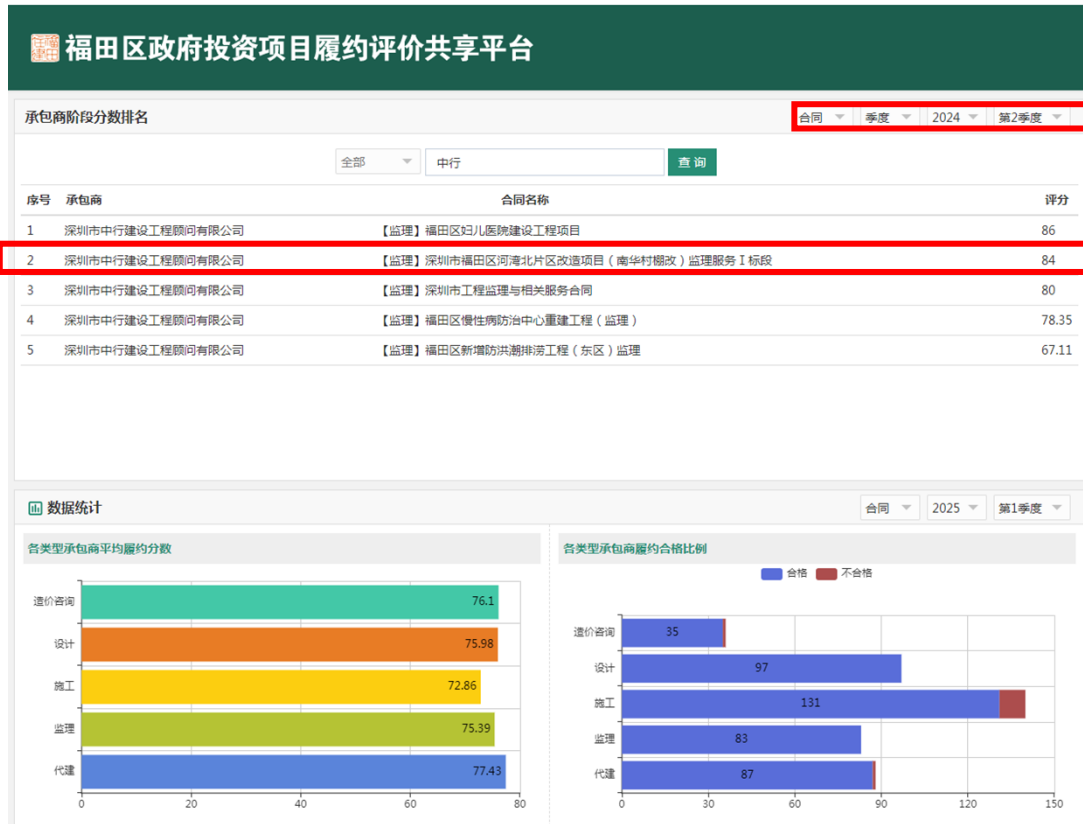 福田区政府投资项目履约评价共享平台
承包商阶段分数排名 合同 季度 2024 第2季度
全部 中行 查询
序号 承包商 合同名称 评分
1 深圳市中行建设工程顾问有限公司 【监理】福田区妇儿医院建设工程项目 86
2 深圳市中行建设工程顾问有限公司 【监理】深圳市福田区河湾北片区改造项目（南华村棚改）监理服务Ⅰ标段 84
3 深圳市中行建设工程顾问有限公司 【监理】深圳市工程监理与相关服务合同 80
4 深圳市中行建设工程顾问有限公司 【监理】福田区慢性病防治中心重建工程（监理） 78.35
5 深圳市中行建设工程顾问有限公司 【监理】福田区新增防洪潮排涝工程（东区）监理 67.11
数据统计 合同 2025 第1季度
各类型承包商平均履约分数
造价咨询 76.1
设计 75.98
施工 72.86
监理 75.39
代建 77.43
0 20 40 60 80
各类型承包商履约合格比例
合格 不合格
造价咨询 35
设计 97
施工 131
监理 83
代建 87
0 30 60 90 120 150